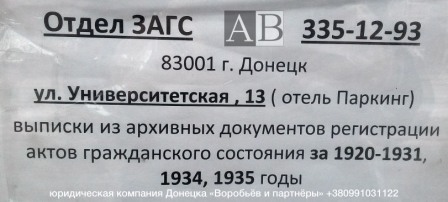 Отдел ЗАГС АВ 335-12-93
83001 г. Донецк
ул. Университетская , 13 ( отель Паркинг)
выписки из архивных документов регистрации
актов гражданского состояния за 1920-1931,
1934, 1935 годы
юридическая компания Донецка «Воробьёв и партнёры» +380991031122